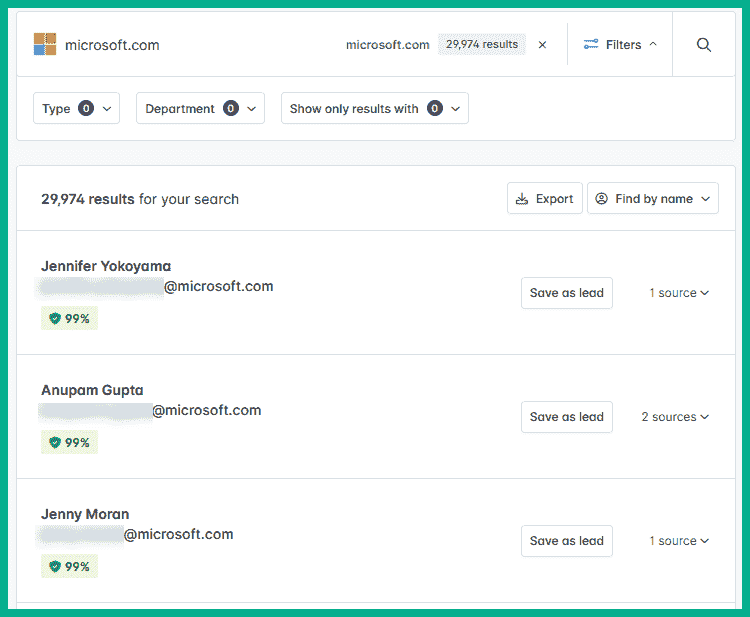 microsoft.com
microsoft.com 29,974 results × Filters
Type 0 Department 0 Show only results with 0
29,974 results for your search Export Find by name
Jennifer Yokoyama
@microsoft.com
99%
Save as lead 1 source
Anupam Gupta
@microsoft.com
99%
Save as lead 2 sources
Jenny Moran
@microsoft.com
99%
Save as lead 1 source